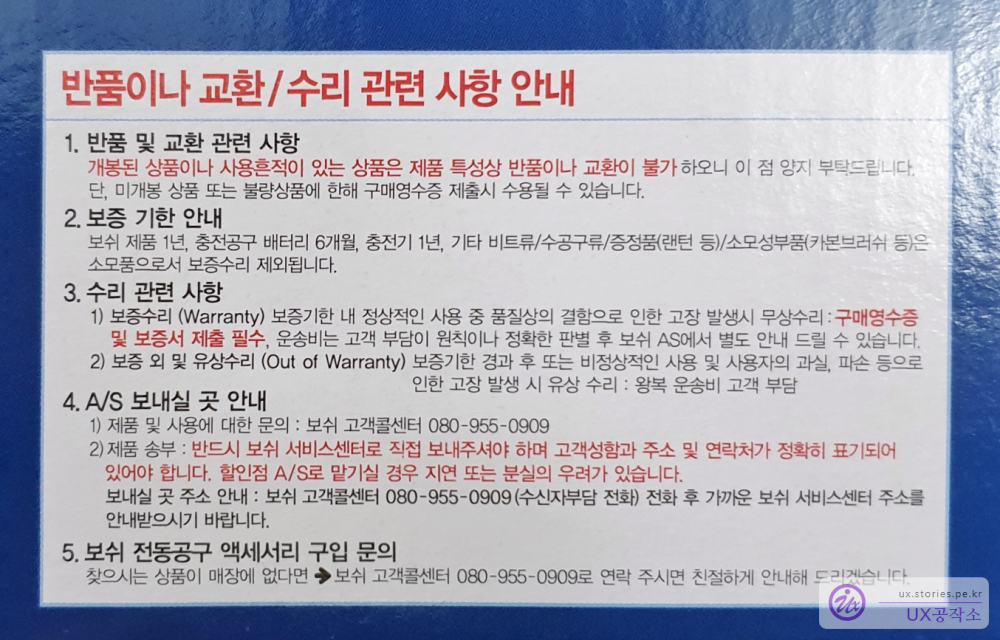 반품이나 교환/수리 관련 사항 안내
1. 반품 및 교환 관련 사항
개봉된 상품이나 사용흔적이 있는 상품은 제품 특성상 반품이나 교환이 불가하오니 이 점 양지 부탁드립니다.
단, 미개봉 상품 또는 불량상품에 한해 구매영수증 제출시 수용될 수 있습니다.
2. 보증 기한 안내
보쉬 제품 1년, 충전공구 배터리 6개월, 충전기 1년, 기타 비트류/수공구류/증정품(랜턴 등)/소모성부품(카본브러쉬 등)은
소모품으로서 보증수리 제외됩니다.
3. 수리 관련 사항
1) 보증수리 (Warranty) 보증기한 내 정상적인 사용 중 품질상의 결함으로 인한 고장 발생시 무상수리 : 구매영수증
및 보증서 제출 필수, 운송비는 고객 부담이 원칙이나 정확한 판별 후 보쉬 AS에서 별도 안내 드릴 수 있습니다.
2) 보증 외 및 유상수리 (Out of Warranty) 보증기한 경과 후 또는 비정상적인 사용 및 사용자의 과실, 파손 등으로
인한 고장 발생 시 유상 수리 : 왕복 운송비 고객 부담
4. A/S 보내실 곳 안내
1) 제품 및 사용에 대한 문의 : 보쉬 고객콜센터 080-955-0909
2) 제품 송부 : 반드시 보쉬 서비스센터로 직접 보내주셔야 하며 고객성함과 주소 및 연락처가 정확히 표기되어
있어야 합니다. 할인점 A/S로 맡기실 경우 지연 또는 분실의 우려가 있습니다.
보내실 곳 주소 안내 : 보쉬 고객콜센터 080-955-0909 (수신자부담 전화) 전화 후 가까운 보쉬 서비스센터 주소를
안내받으시기 바랍니다.
5. 보쉬 전동공구 액세서리 구입 문의
찾으시는 상품이 매장에 없다면 ➔ 보쉬 고객콜센터 080-955-0909로 연락 주시면 친절하게 안내해 드리겠습니다.
ux.stories.pe.kr
UX공작소